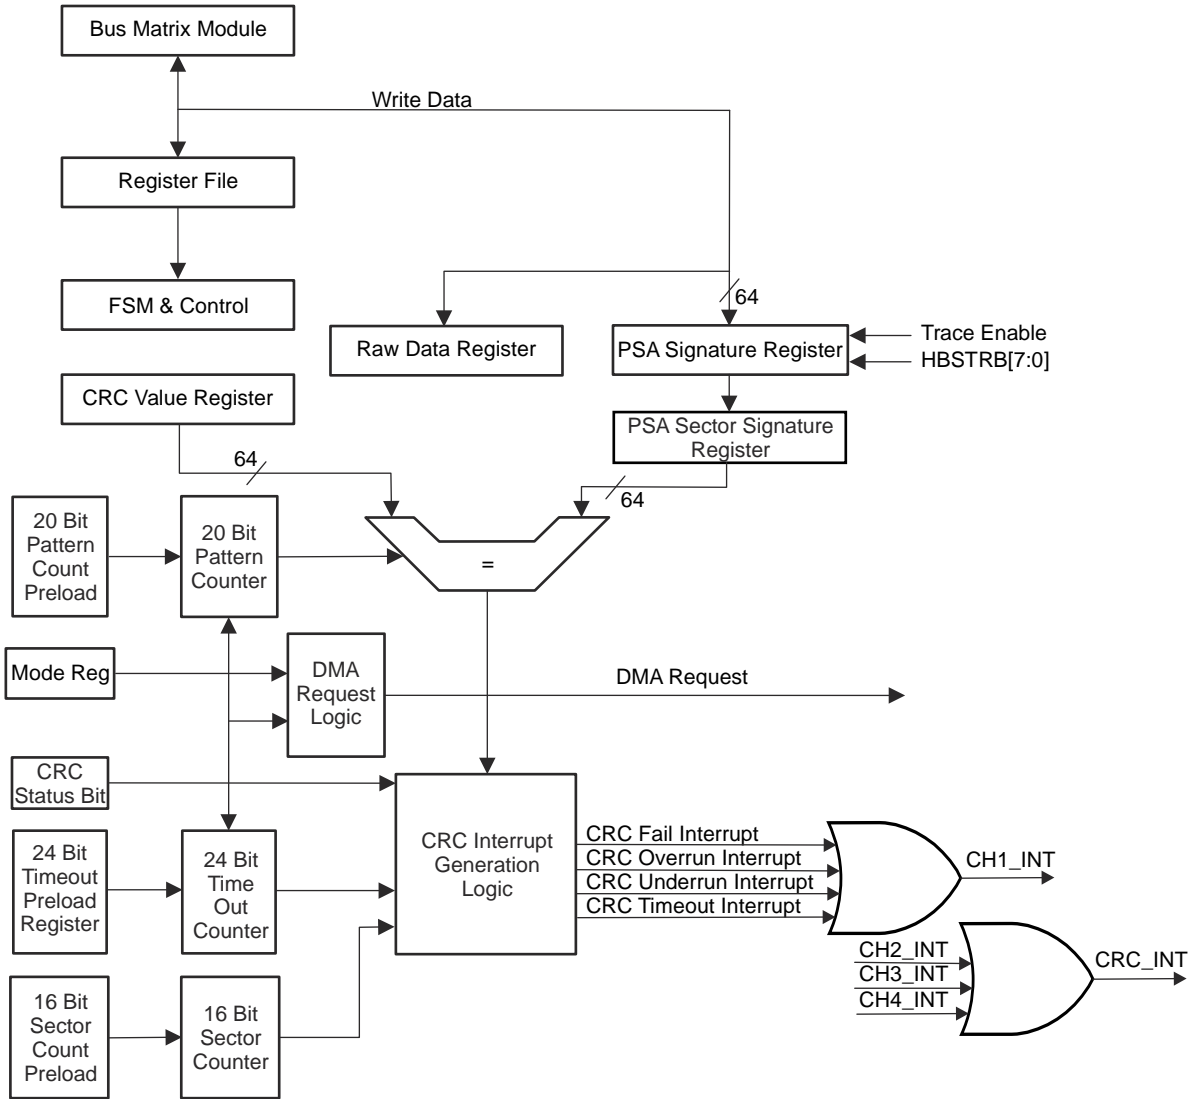 Bus Matrix Module
Write Data
Register File
FSM & Control
64
Raw Data Register
PSA Signature Register
Trace Enable
HBSTRB[7:0]
CRC Value Register
PSA Sector Signature
Register
64
64
20 Bit
Pattern
Count
Preload
20 Bit
Pattern
Counter
=
Mode Reg
DMA
Request
Logic
DMA Request
CRC
Status Bit
24 Bit
Timeout
Preload
Register
24 Bit
Time
Out
Counter
CRC Interrupt
Generation
Logic
CRC Fail Interrupt
CRC Overrun Interrupt
CRC Underrun Interrupt
CRC Timeout Interrupt
CH1_INT
CH2_INT
CH3_INT
CH4_INT
CRC_INT
16 Bit
Sector
Count
Preload
16 Bit
Sector
Counter